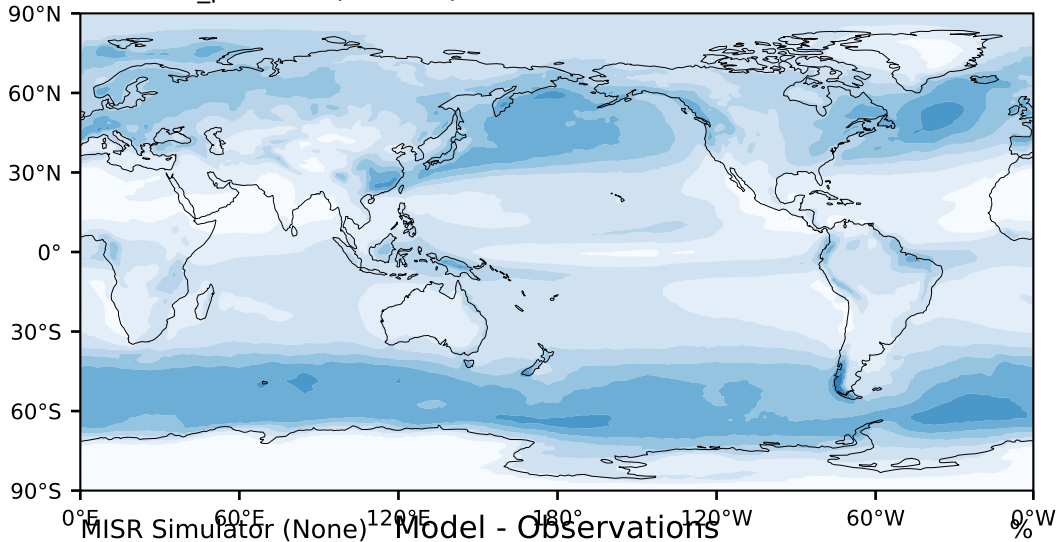 90°N
60°N
30°N
0°
30°S
60°S
90°S
0°E 60°E 120°E 180°W 120°W 60°W 0°W
MISR Simulator (None) Model - Observations %